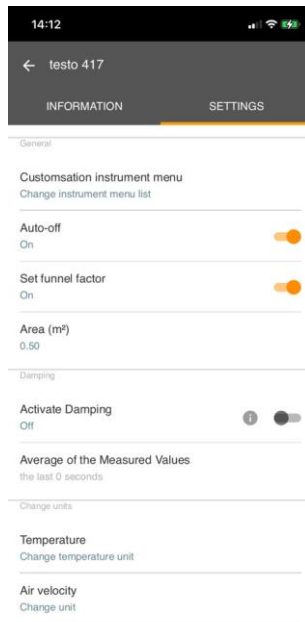 14:12
testo 417
INFORMATION SETTINGS
General
Customsation instrument menu
Change instrument menu list
Auto-off
On
Set funnel factor
On
Area (m²)
0.50
Damping
Activate Damping
Off
Average of the Measured Values
the last 0 seconds
Change units
Temperature
Change temperature unit
Air velocity
Change unit